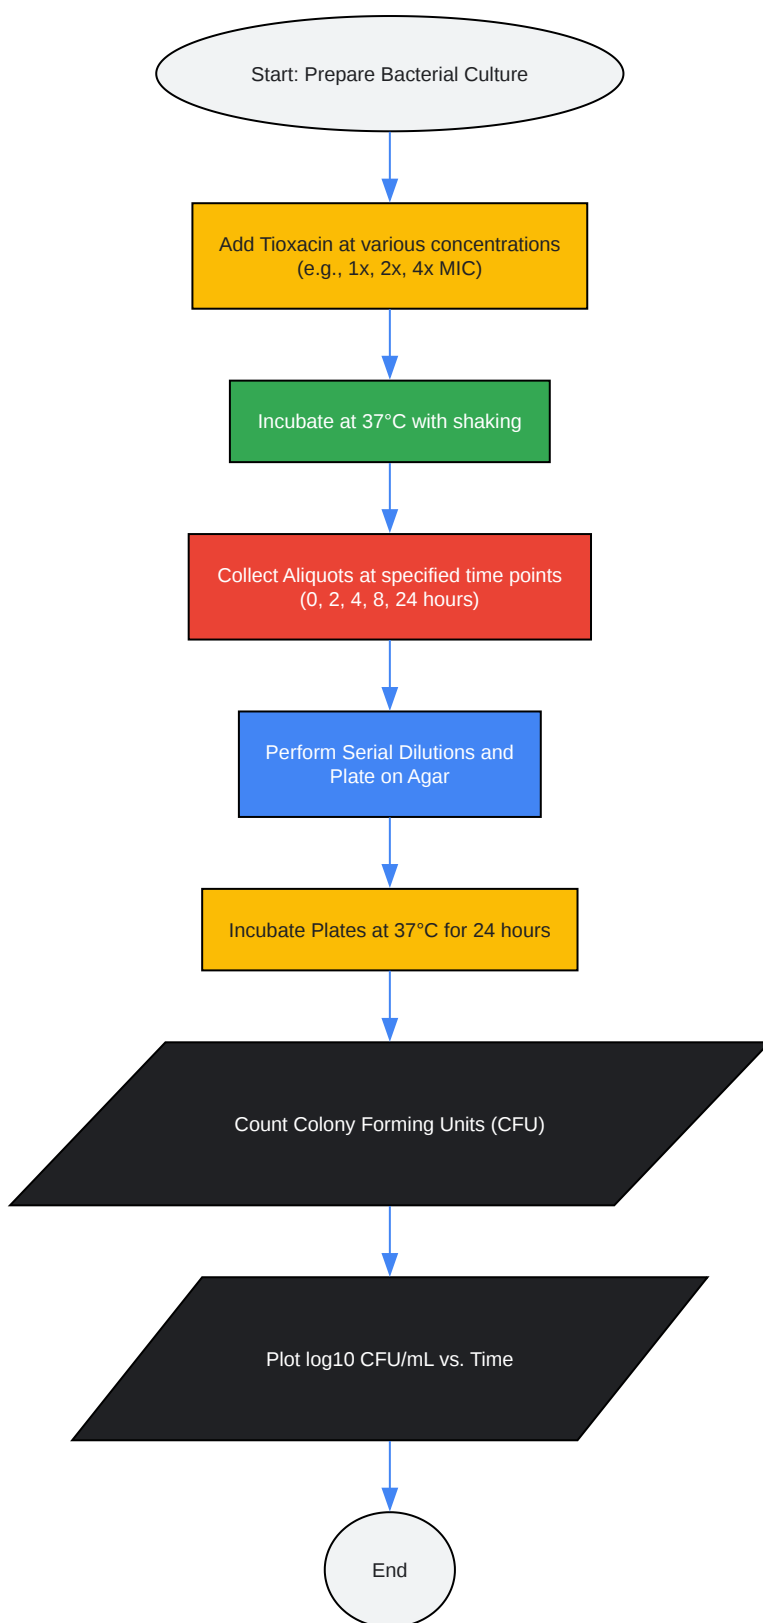 Start: Prepare Bacterial Culture
Add Tioxacin at various concentrations
(e.g., 1x, 2x, 4x MIC)
Incubate at 37°C with shaking
Collect Aliquots at specified time points
(0, 2, 4, 8, 24 hours)
Perform Serial Dilutions and
Plate on Agar
Incubate Plates at 37°C for 24 hours
Count Colony Forming Units (CFU)
Plot log10 CFU/mL vs. Time
End